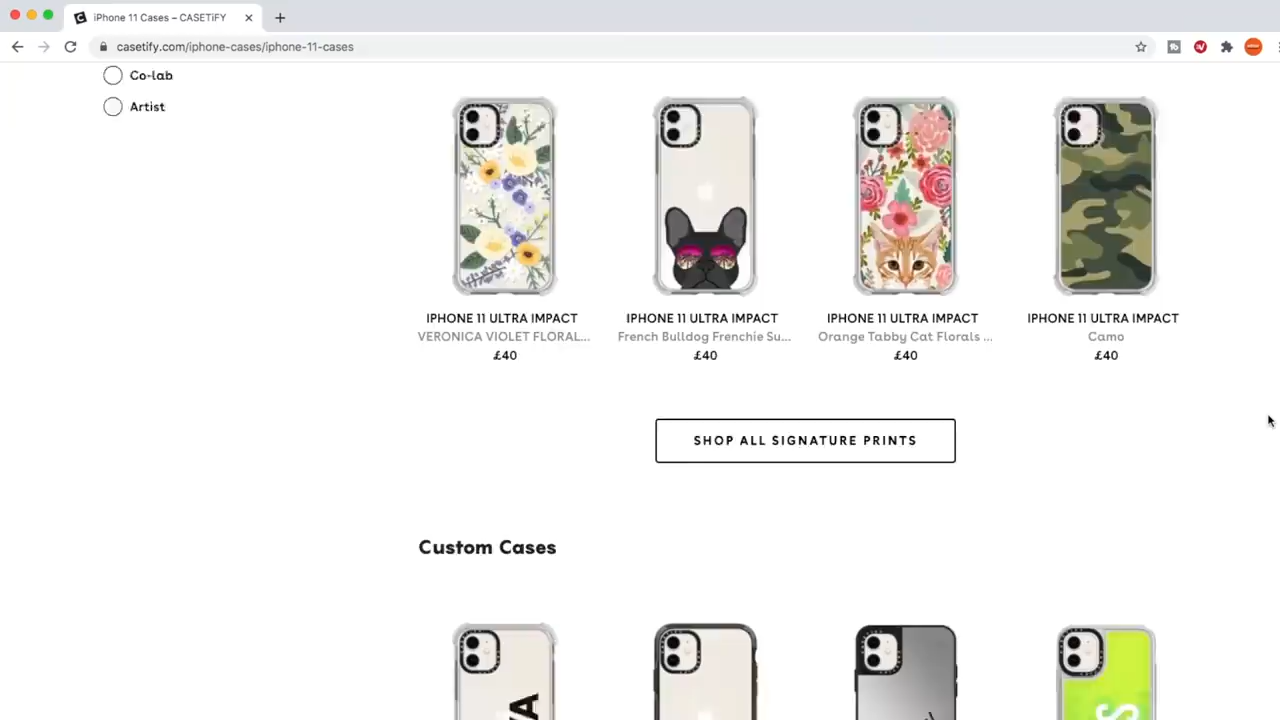 iPhone 11 Cases – CASETiFY
casetify.com/iphone-cases/iphone-11-cases
Co-lab
Artist
IPHONE 11 ULTRA IMPACT
VERONICA VIOLET FLORAL...
£40
IPHONE 11 ULTRA IMPACT
French Bulldog Frenchie Su...
£40
IPHONE 11 ULTRA IMPACT
Orange Tabby Cat Florals ...
£40
IPHONE 11 ULTRA IMPACT
Camo
£40
SHOP ALL SIGNATURE PRINTS
Custom Cases